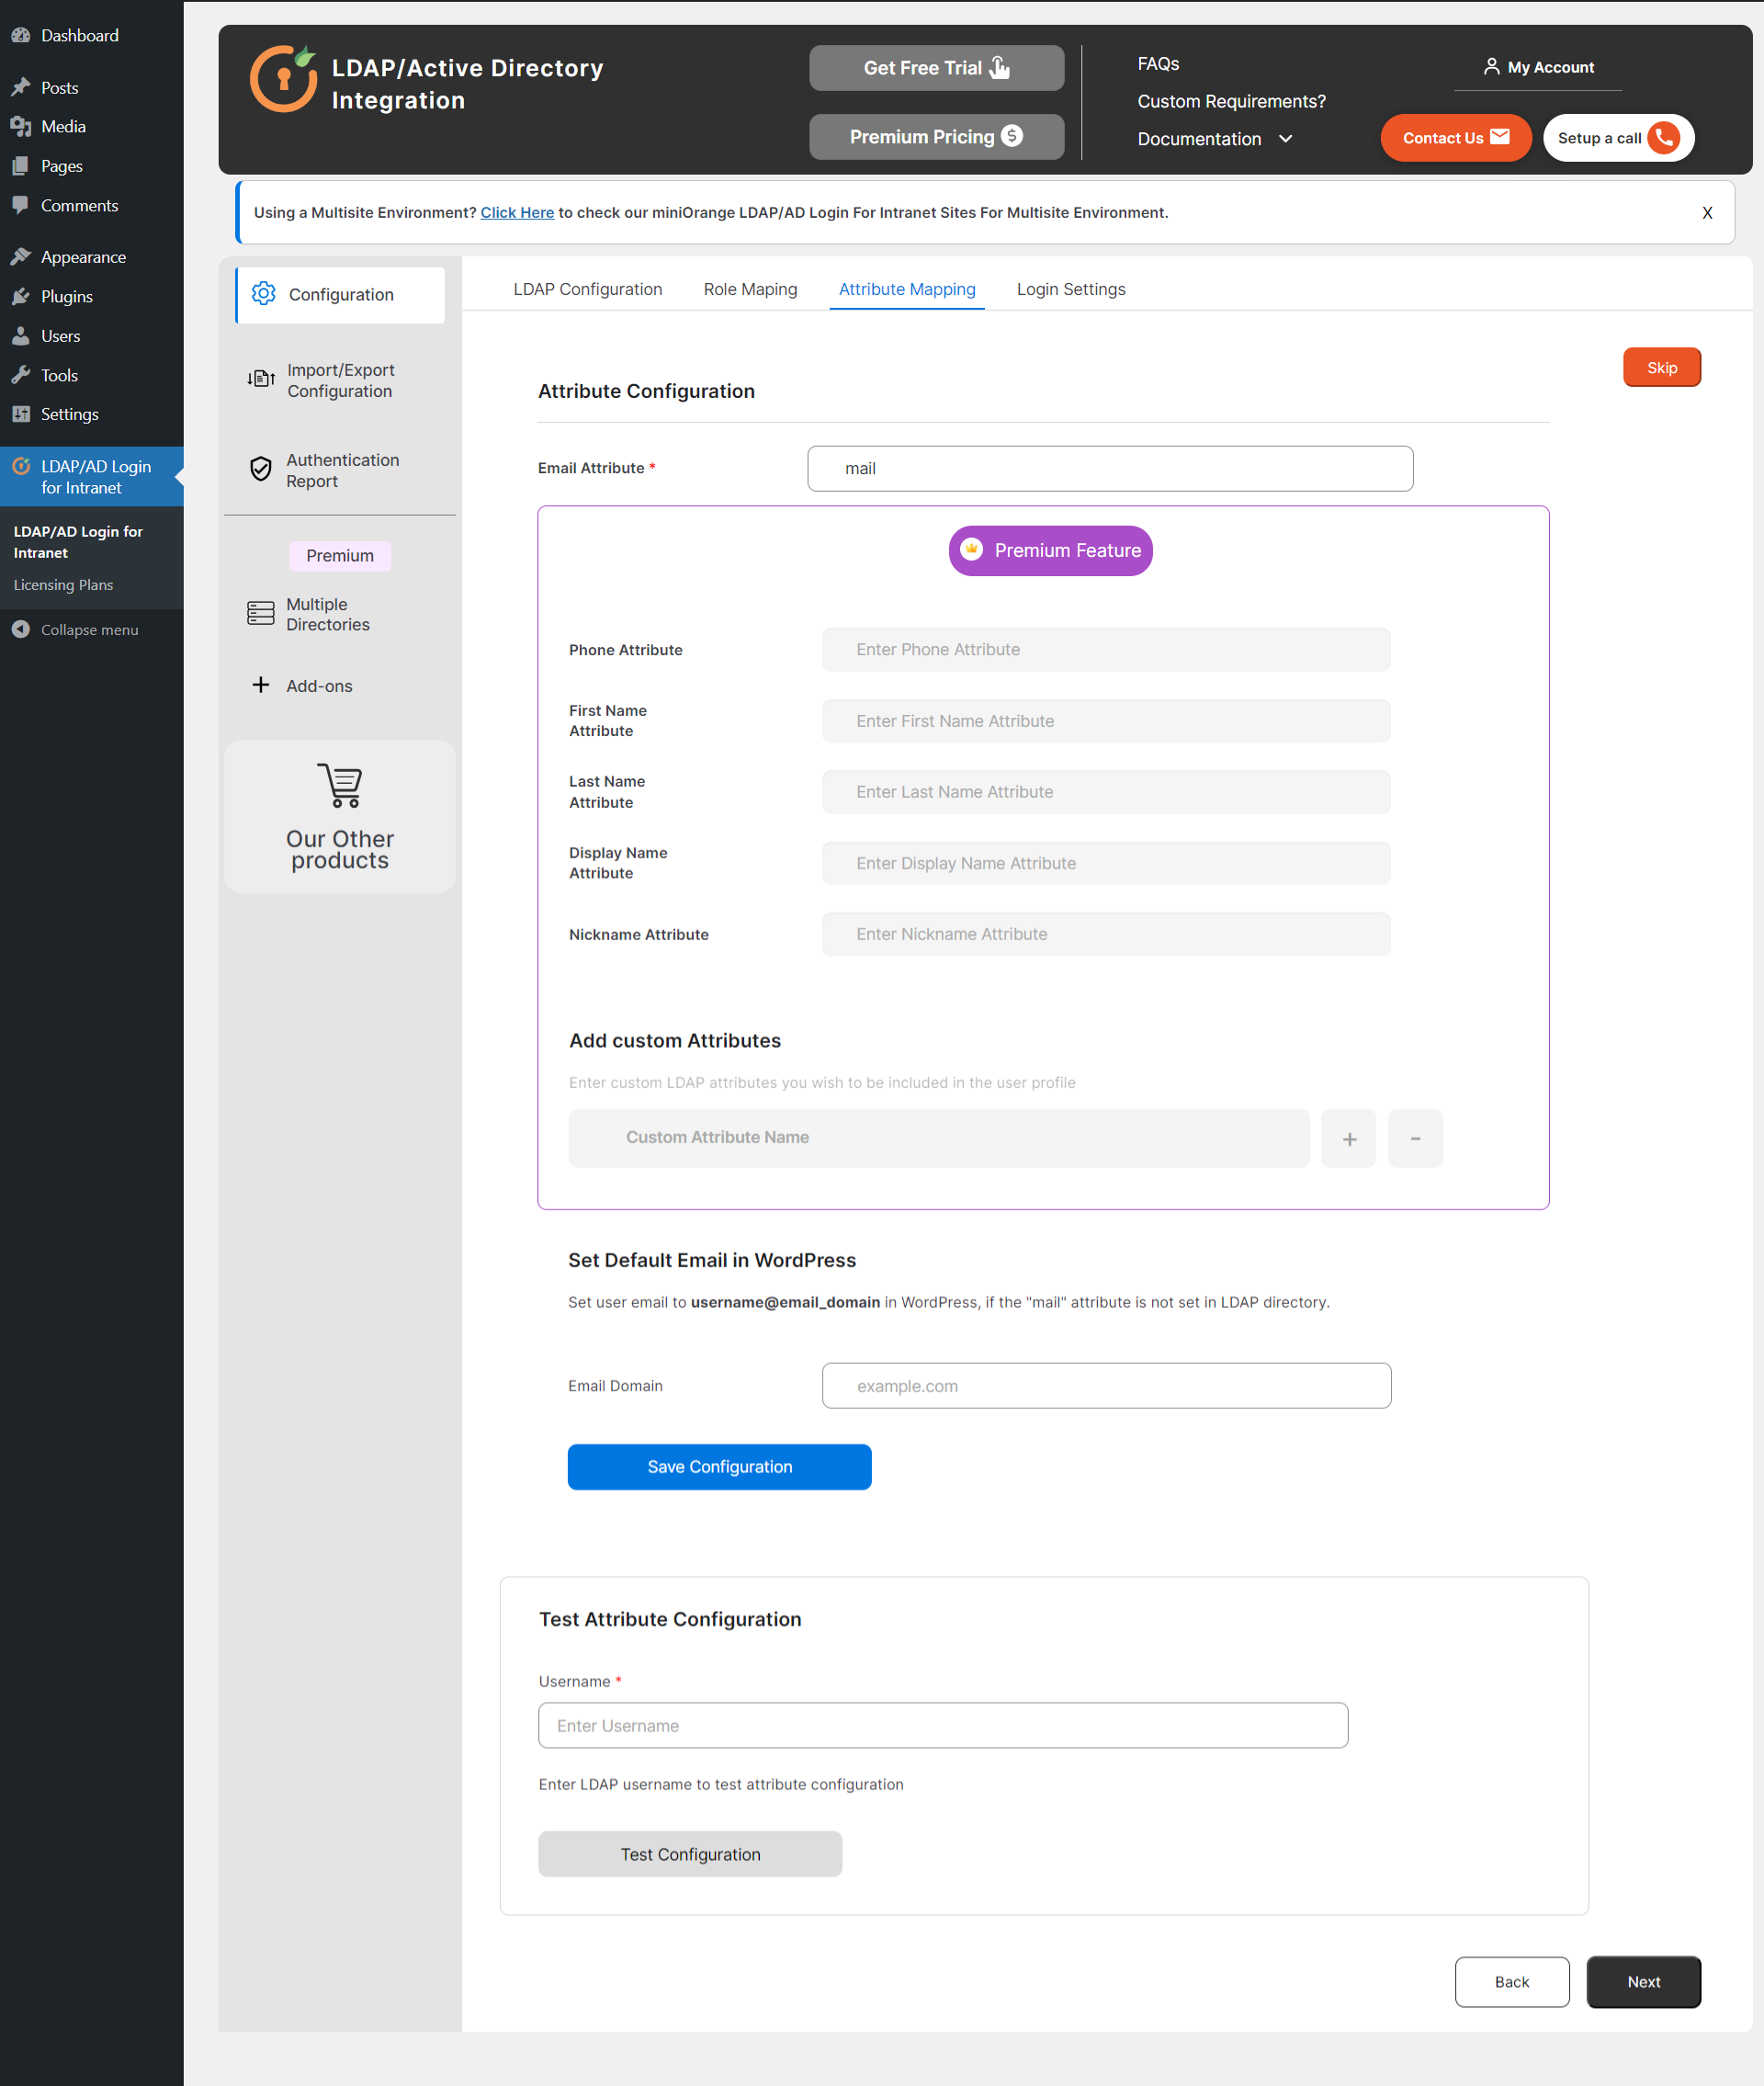 Dashboard
Posts
Media
Pages
Comments
Appearance
Plugins
Users
Tools
Settings
LDAP/AD Login
for Intranet
LDAP/AD Login for
Intranet
Licensing Plans
Collapse menu
LDAP/Active Directory
Integration
Get Free Trial
Premium Pricing
FAQs
Custom Requirements?
Documentation
My Account
Contact Us
Setup a call
Using a Multisite Environment? Click Here to check our miniOrange LDAP/AD Login For Intranet Sites For Multisite Environment.
X
Configuration
Import/Export
Configuration
Authentication
Report
Premium
Multiple
Directories
Add-ons
Our Other
products
LDAP Configuration
Role Maping
Attribute Mapping
Login Settings
Skip
Attribute Configuration
Email Attribute *
mail
Premium Feature
Phone Attribute
Enter Phone Attribute
First Name
Attribute
Enter First Name Attribute
Last Name
Attribute
Enter Last Name Attribute
Display Name
Attribute
Enter Display Name Attribute
Nickname Attribute
Enter Nickname Attribute
Add custom Attributes
Enter custom LDAP attributes you wish to be included in the user profile
Custom Attribute Name
+
-
Set Default Email in WordPress
Set user email to username@email_domain in WordPress, if the "mail" attribute is not set in LDAP directory.
Email Domain
example.com
Save Configuration
Test Attribute Configuration
Username *
Enter Username
Enter LDAP username to test attribute configuration
Test Configuration
Back
Next